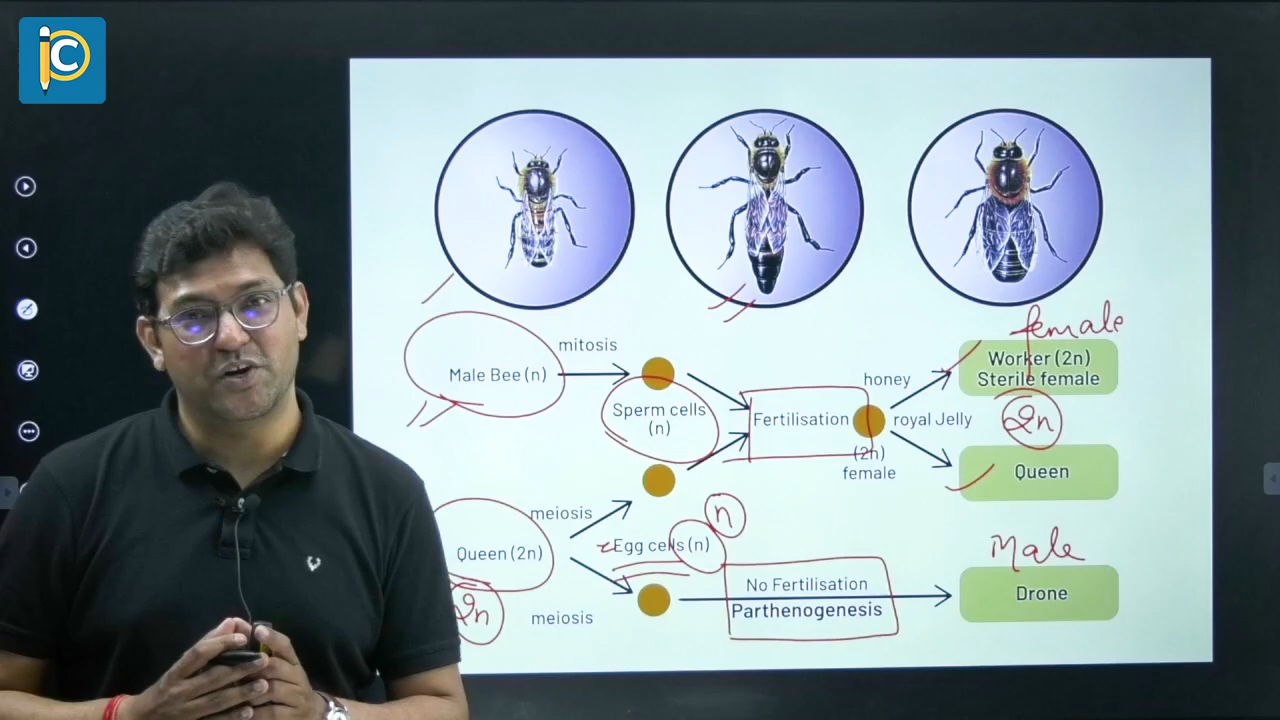 C
mitosis
Male Bee (n)
Sperm cells
(n)
Fertilisation
(2n)
female
honey
royal Jelly
female
Worker (2n)
Sterile female
2n
Queen
meiosis
n
Egg cells (n)
Queen (2n)
2n
meiosis
No Fertilisation
Parthenogenesis
Male
Drone